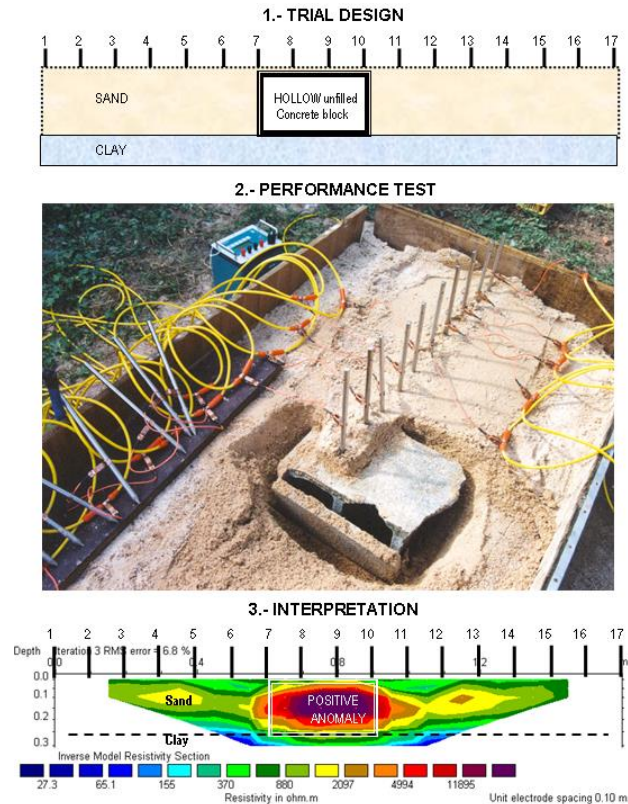 1.- TRIAL DESIGN
1 2 3 4 5 6 7 8 9 10 11 12 13 14 15 16 17
SAND
HOLLOW unfilled
Concrete block
CLAY
2.- PERFORMANCE TEST
3.- INTERPRETATION
1 2 3 4 5 6 7 8 9 10 11 12 13 14 15 16 17
Depth Iteration 3 RMS error = 6.8 %
0.0 0.4 0.8 1.2 m
0.0
0.1
0.2
0.3
Sand
POSITIVE
ANOMALY
Clay
Inverse Model Resistivity Section
27.3 65.1 155 370 880 2097 4994 11895
Resistivity in ohm.m
Unit electrode spacing 0.10 m